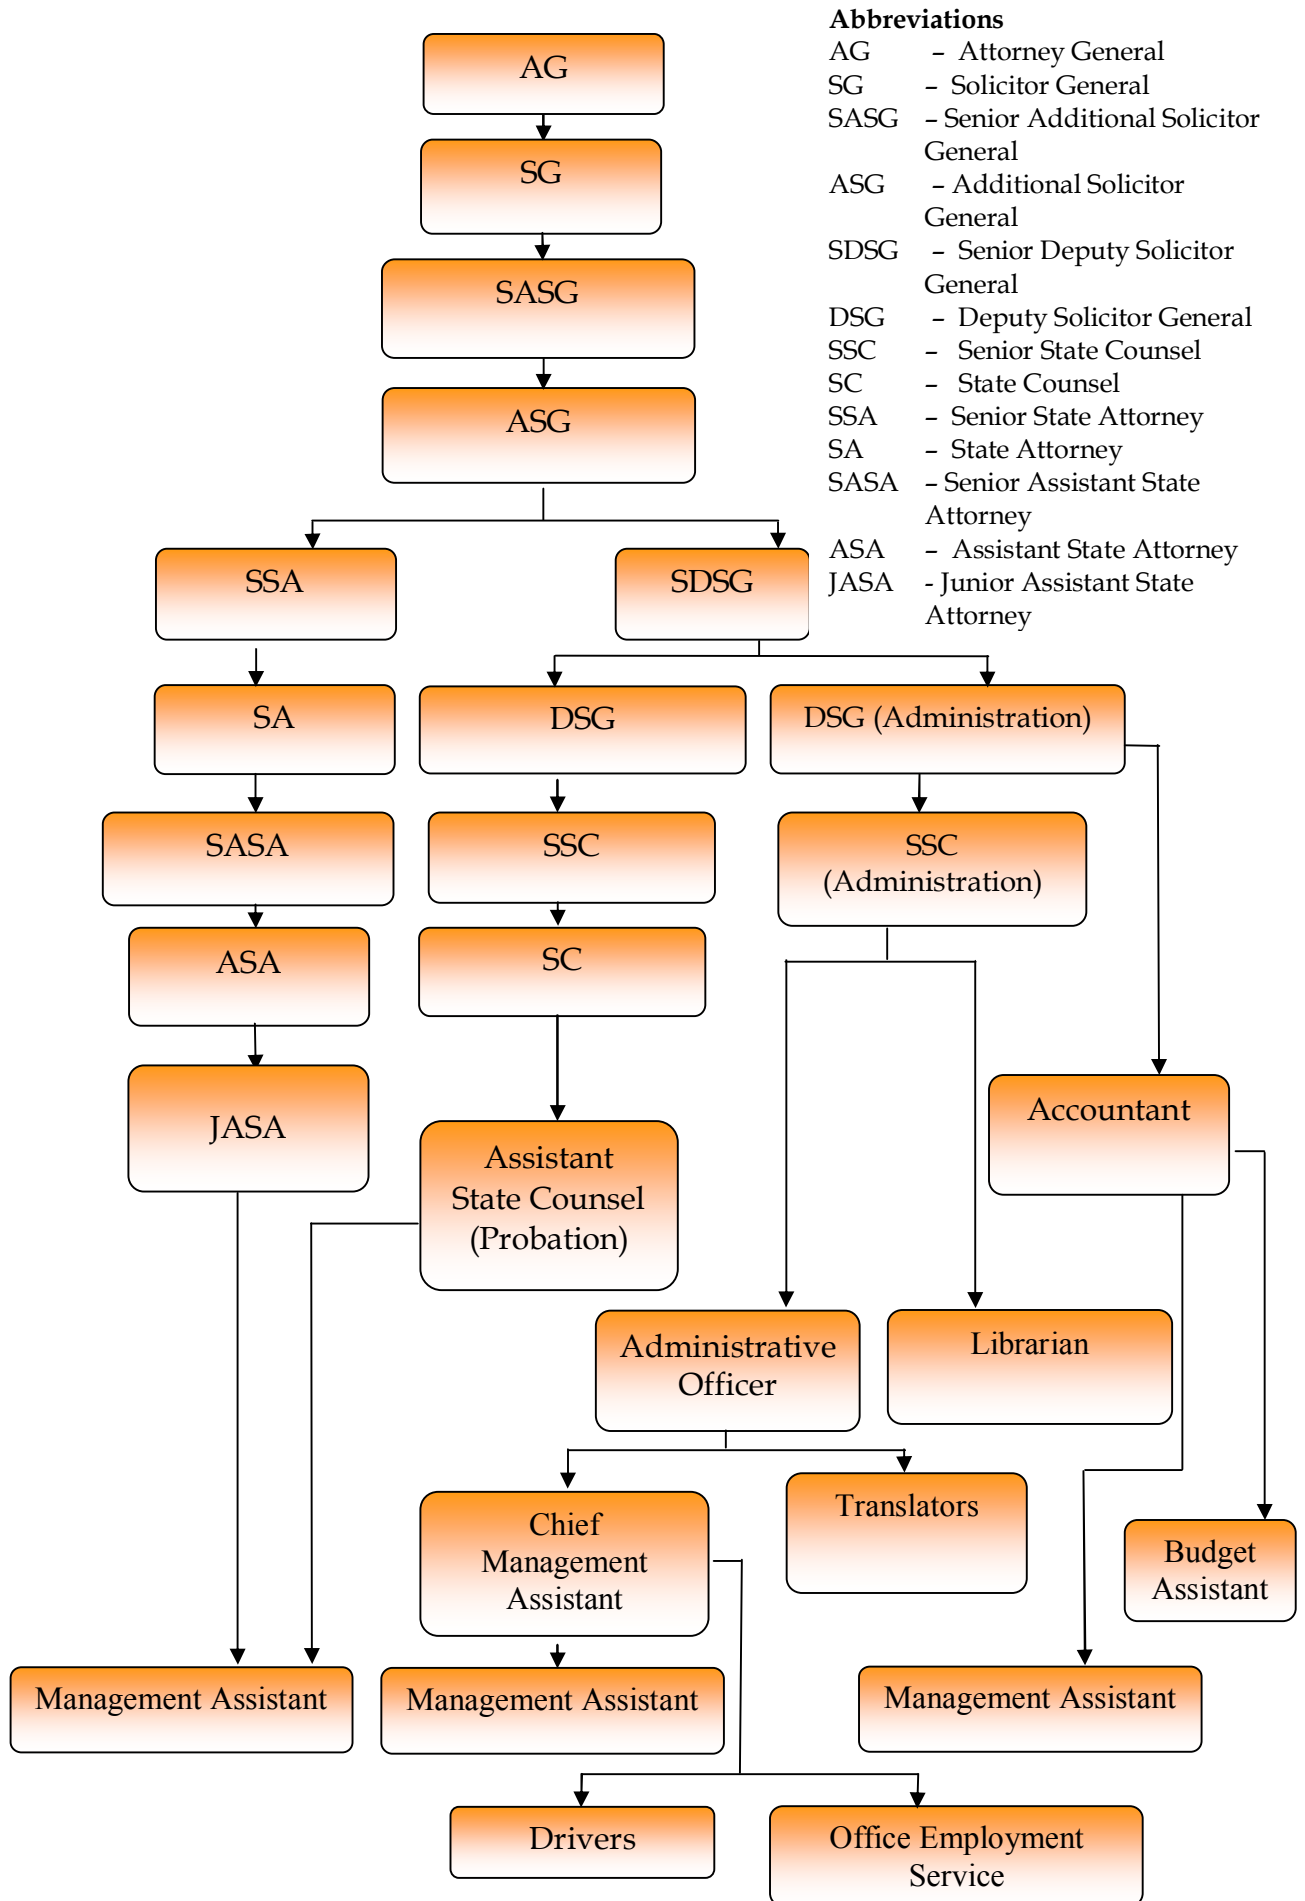 Abbreviations
AG – Attorney General
SG – Solicitor General
SASG – Senior Additional Solicitor
General
ASG – Additional Solicitor
General
SDSG – Senior Deputy Solicitor
General
DSG – Deputy Solicitor General
SSC – Senior State Counsel
SC – State Counsel
SSA – Senior State Attorney
SA – State Attorney
SASA – Senior Assistant State
Attorney
ASA – Assistant State Attorney
JASA - Junior Assistant State
Attorney
AG
SG
SASG
ASG
SSA
SDSG
SA
DSG
DSG (Administration)
SASA
SSC
SSC
(Administration)
ASA
SC
JASA
Assistant
State Counsel
(Probation)
Accountant
Administrative
Officer
Librarian
Chief
Management
Assistant
Translators
Budget
Assistant
Management Assistant
Management Assistant
Management Assistant
Drivers
Office Employment
Service